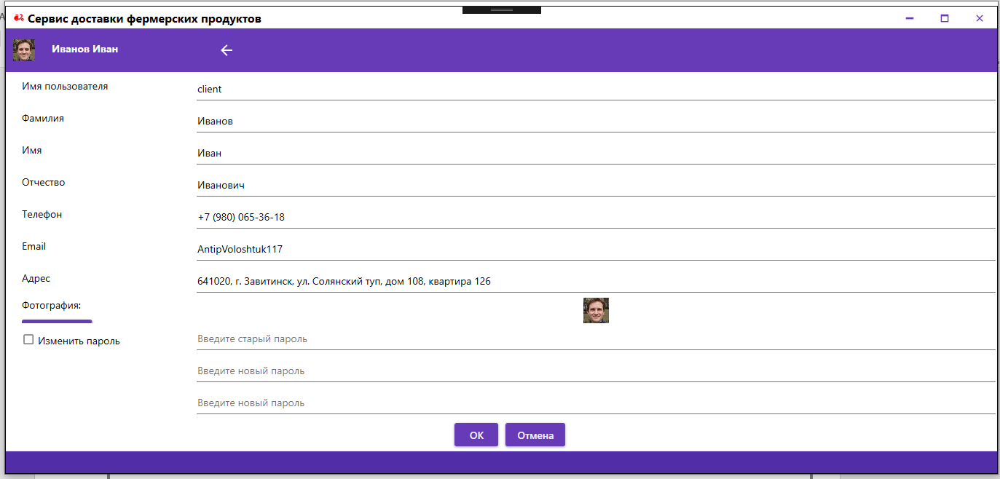 Сервис доставки фермерских продуктов
Иванов Иван
Имя пользователя client
Фамилия Иванов
Имя Иван
Отчество Иванович
Телефон +7 (980) 065-36-18
Email AntipVoloshtuk117
Адрес 641020, г. Завитинск, ул. Солянский туп, дом 108, квартира 126
Фотография:
Изменить пароль Введите старый пароль
Введите новый пароль
Введите новый пароль
ОК Отмена